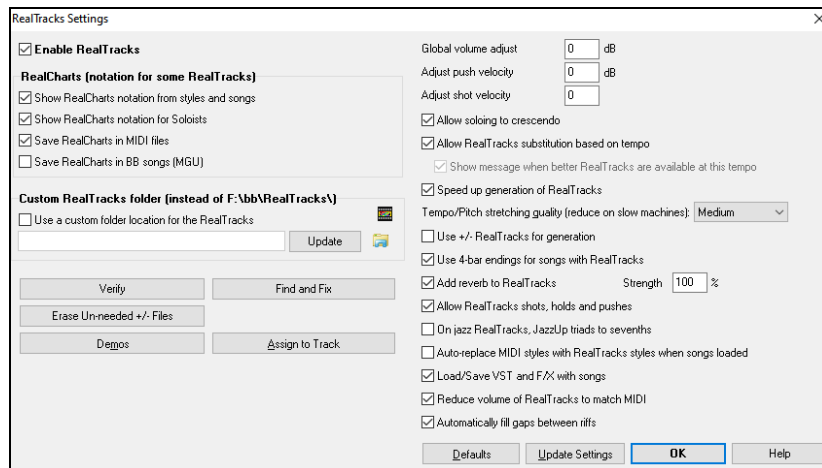 RealTracks Settings
Enable RealTracks
RealCharts (notation for some RealTracks)
Show RealCharts notation from styles and songs
Show RealCharts notation for Soloists
Save RealCharts in MIDI files
Save RealCharts in BB songs (MGU)
Custom RealTracks folder (instead of F:\bb\RealTracks\)
Use a custom folder location for the RealTracks
Update
Verify
Find and Fix
Erase Un-needed +/- Files
Demos
Assign to Track
Global volume adjust 0 dB
Adjust push velocity 0 dB
Adjust shot velocity 0
Allow soloing to crescendo
Allow RealTracks substitution based on tempo
Show message when better RealTracks are available at this tempo
Speed up generation of RealTracks
Tempo/Pitch stretching quality (reduce on slow machines): Medium
Use +/- RealTracks for generation
Use 4-bar endings for songs with RealTracks
Add reverb to RealTracks Strength 100 %
Allow RealTracks shots, holds and pushes
On jazz RealTracks, JazzUp triads to sevenths
Auto-replace MIDI styles with RealTracks styles when songs loaded
Load/Save VST and F/X with songs
Reduce volume of RealTracks to match MIDI
Automatically fill gaps between riffs
Defaults
Update Settings
OK
Help